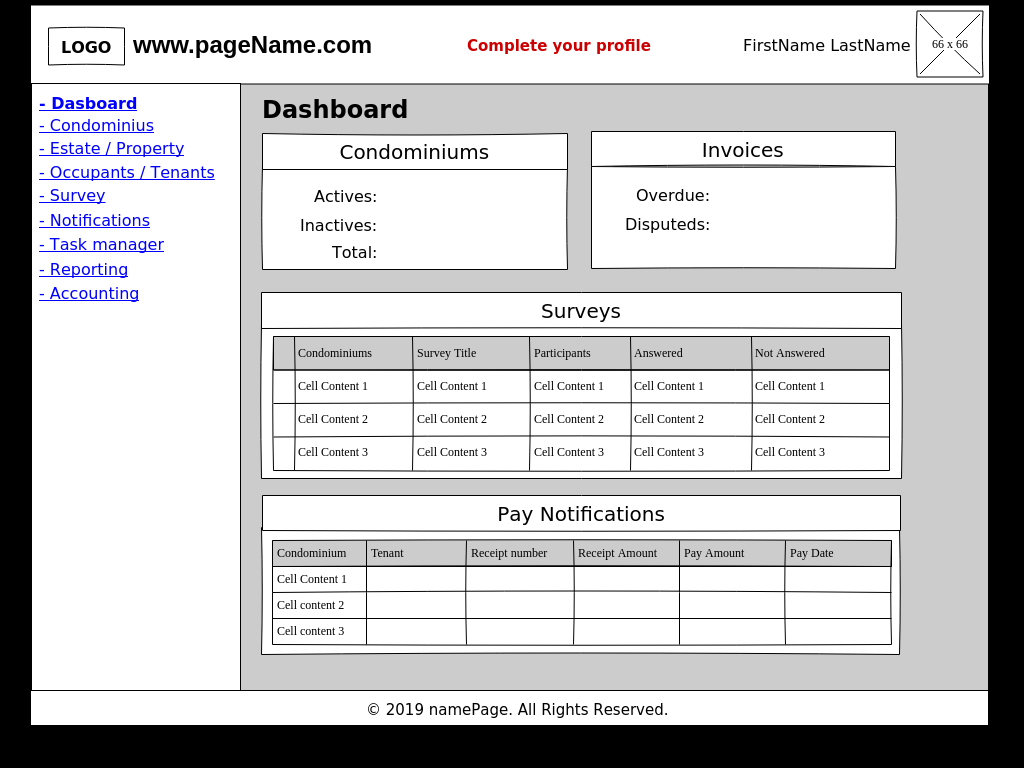 LOGO www.pageName.com Complete your profile FirstName LastName 66 x 66
- Dasboard
- Condominius
- Estate / Property
- Occupants / Tenants
- Survey
- Notifications
- Task manager
- Reporting
- Accounting
Dashboard
Condominiums
Actives:
Inactives:
Total:
Invoices
Overdue:
Disputeds:
Surveys
Condominiums Survey Title Participants Answered Not Answered
Cell Content 1 Cell Content 1 Cell Content 1 Cell Content 1 Cell Content 1
Cell Content 2 Cell Content 2 Cell Content 2 Cell Content 2 Cell Content 2
Cell Content 3 Cell Content 3 Cell Content 3 Cell Content 3 Cell Content 3
Pay Notifications
Condominium Tenant Receipt number Receipt Amount Pay Amount Pay Date
Cell Content 1
Cell content 2
Cell content 3
© 2019 namePage. All Rights Reserved.